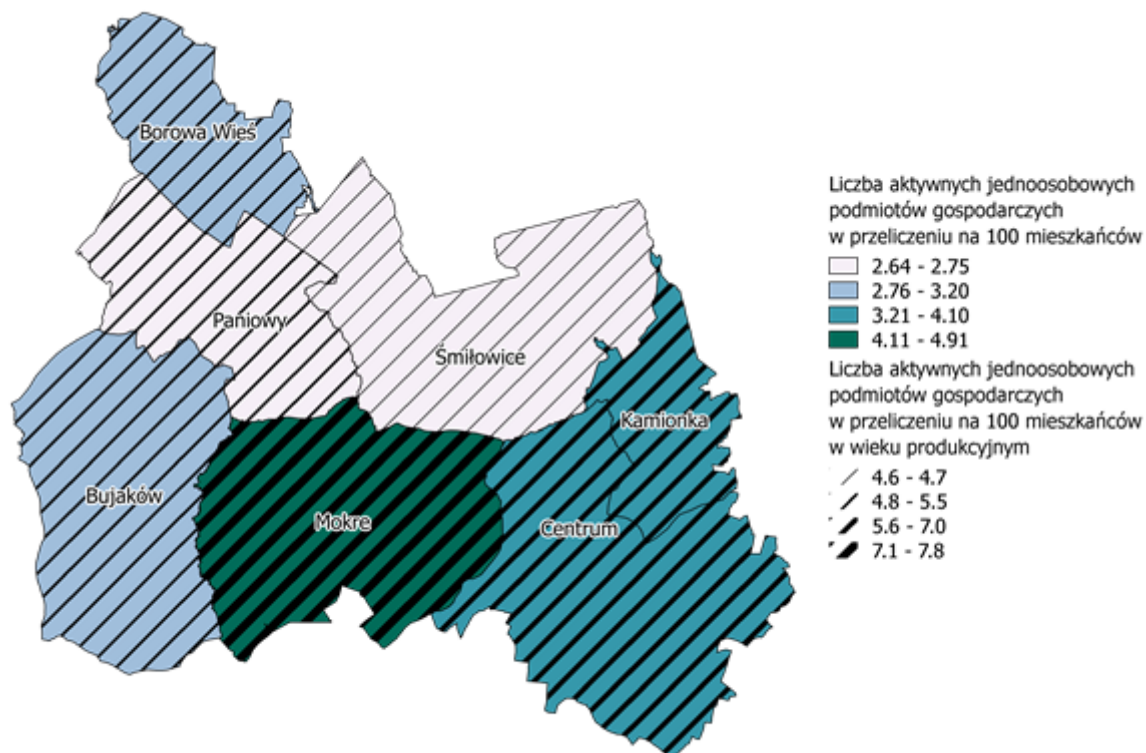 Borowa Wieś
Paniowy
Śmiłowice
Kamionka
Bujaków
Mokre
Centrum
Liczba aktywnych jednoosobowych
podmiotów gospodarczych
w przeliczeniu na 100 mieszkańców
2.64 - 2.75
2.76 - 3.20
3.21 - 4.10
4.11 - 4.91
Liczba aktywnych jednoosobowych
podmiotów gospodarczych
w przeliczeniu na 100 mieszkańców
w wieku produkcyjnym
4.6 - 4.7
4.8 - 5.5
5.6 - 7.0
7.1 - 7.8